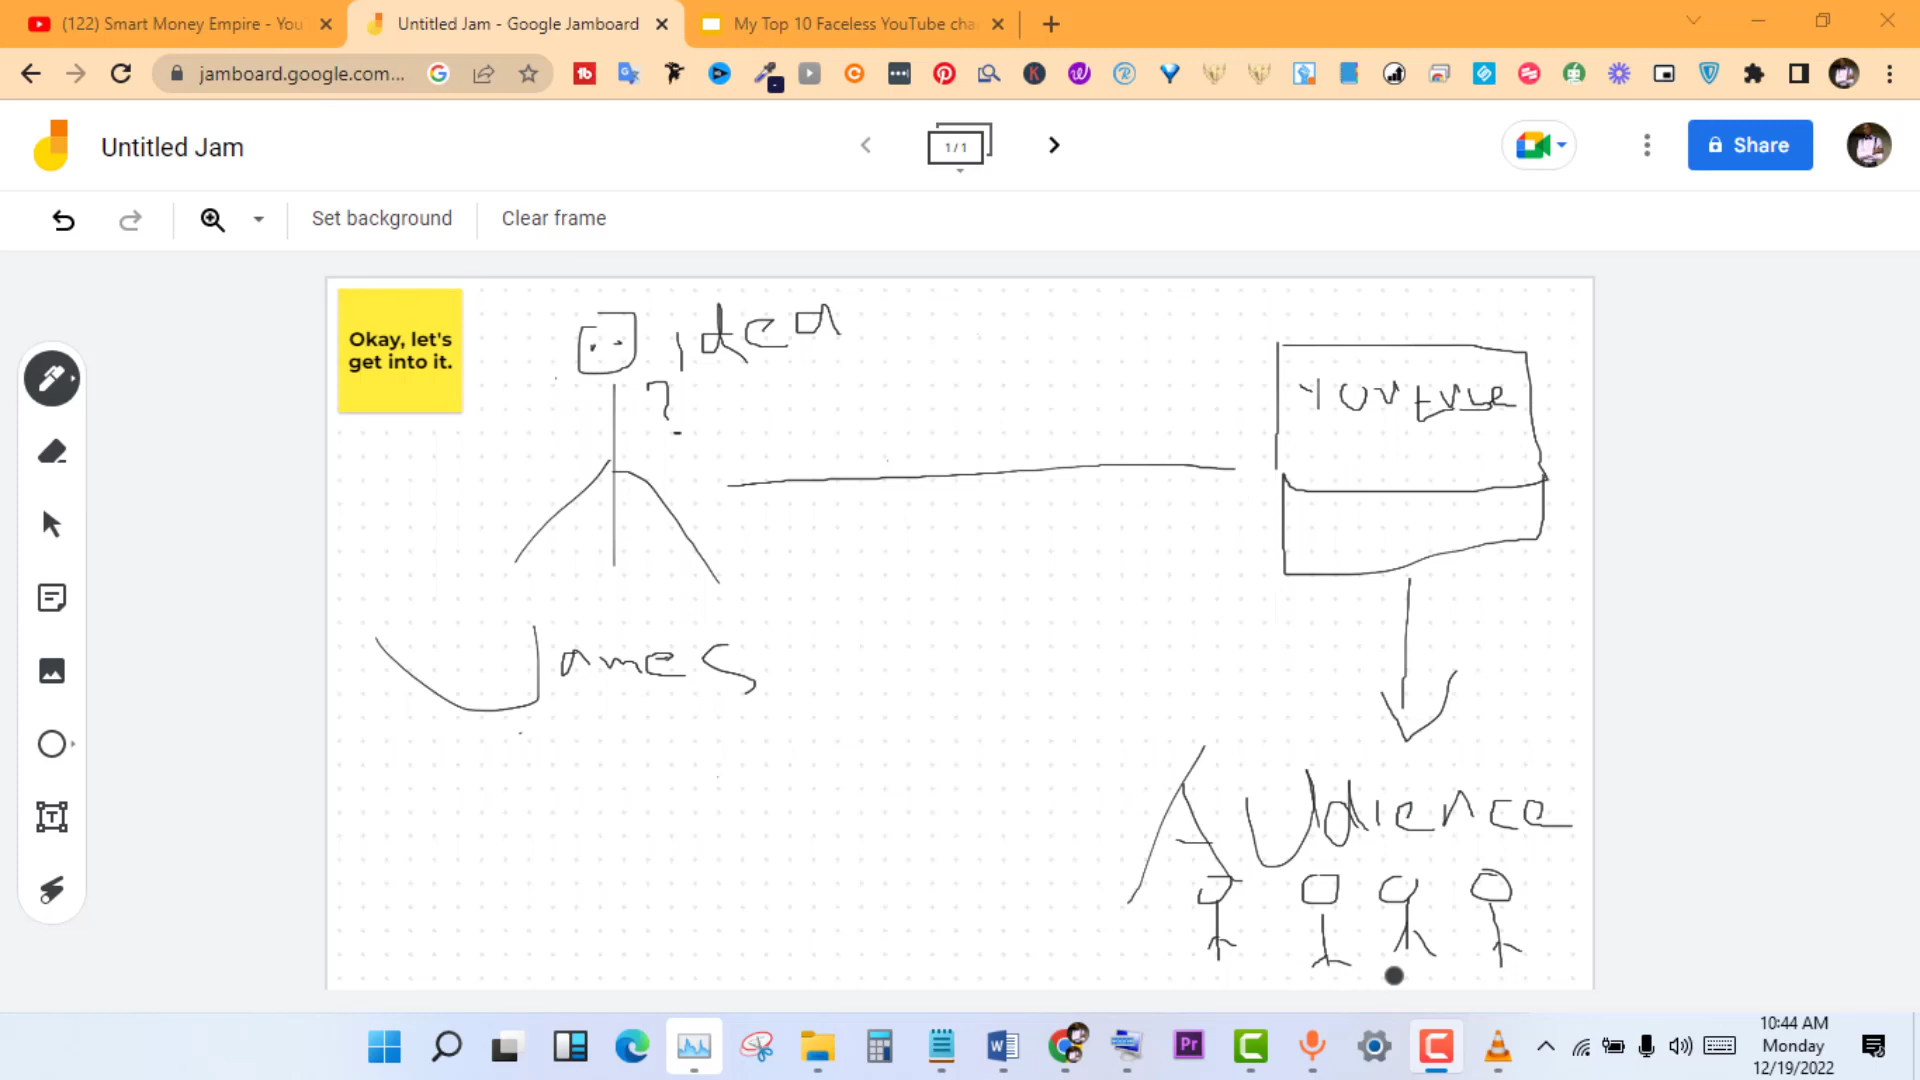 (122) Smart Money Empire - You
Untitled Jam - Google Jamboard
My Top 10 Faceless YouTube cha
jamboard.google.com...
Untitled Jam
1 / 1
Share
Set background
Clear frame
Okay, let's
get into it.
idea
?
Youtube
James
Audience
10:44 AM
Monday
12/19/2022